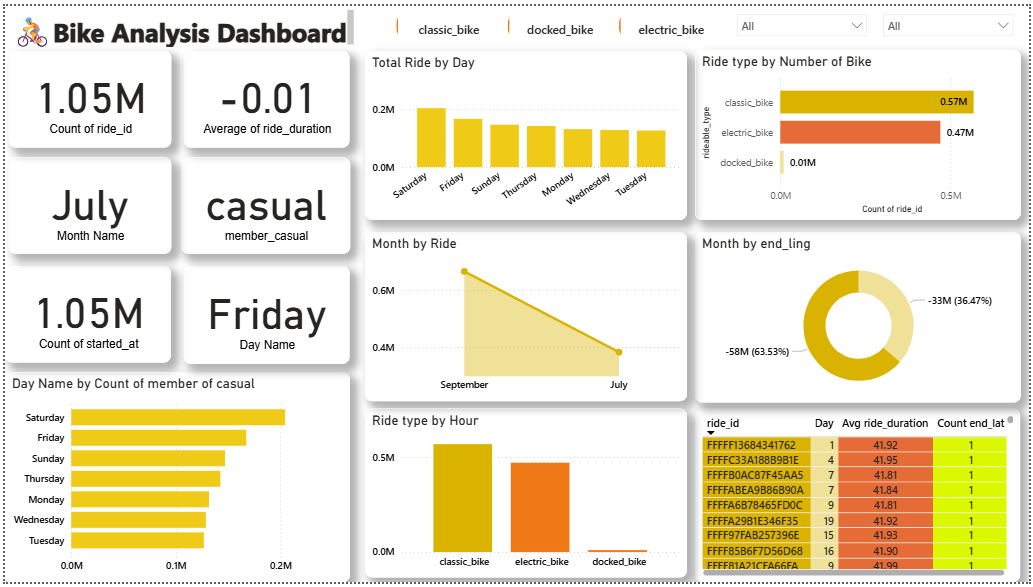 Bike Analysis Dashboard
classic_bike
docked_bike
electric_bike
All
All
1.05M
Count of ride_id
-0.01
Average of ride_duration
July
Month Name
casual
member_casual
1.05M
Count of started_at
Friday
Day Name
Day Name by Count of member of casual
Saturday
Friday
Sunday
Thursday
Monday
Wednesday
Tuesday
0.0M
0.1M
0.2M
Total Ride by Day
0.2M
0.0M
Saturday
Friday
Sunday
Thursday
Monday
Wednesday
Tuesday
Month by Ride
0.6M
0.4M
September
July
Ride type by Hour
0.5M
0.0M
classic_bike
electric_bike
docked_bike
Ride type by Number of Bike
rideable_type
classic_bike
0.57M
electric_bike
0.47M
docked_bike
0.01M
0.0M
0.5M
Count of ride_id
Month by end_ling
-33M (36.47%)
-58M (63.53%)
ride_id Day Avg ride_duration Count end_lat
FFFFF13684341762 1 41.92 1
FFFFC33A188B9B1E 4 41.95 1
FFFFB0AC87F45AA5 7 41.81 1
FFFFABEA9B86B90A 7 41.84 1
FFFFA6B78465FD0C 9 41.81 1
FFFFA29B1E346F35 19 41.92 1
FFFF97FAB257396E 15 41.93 1
FFFF85B6F7D56D68 16 41.90 1
FFFF81A21CFA66FA 9 41.99 1